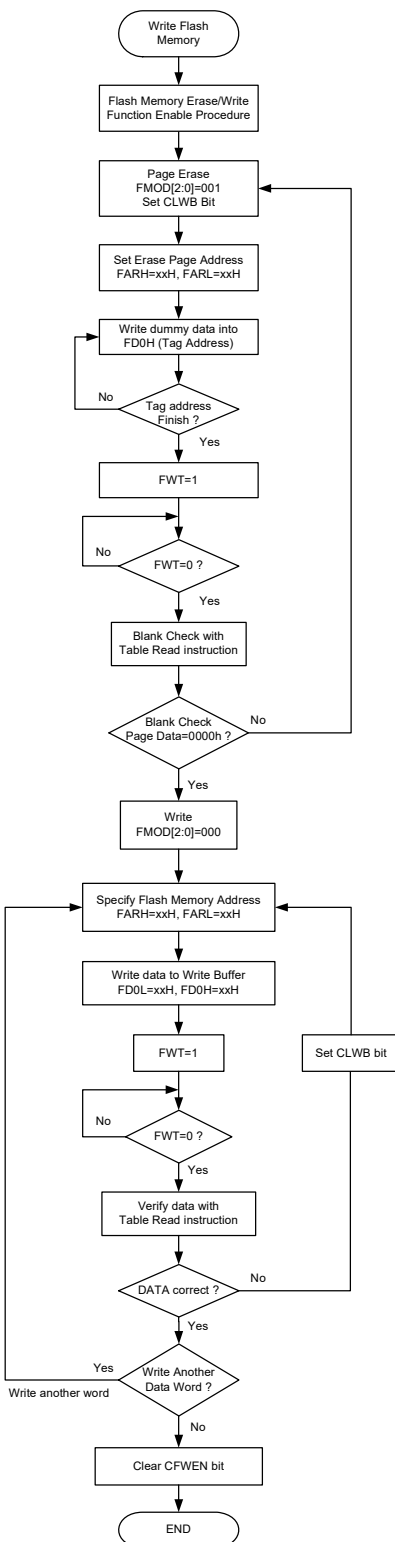 Write Flash
Memory
Flash Memory Erase/Write
Function Enable Procedure
Page Erase
FMOD[2:0]=001
Set CLWB Bit
Set Erase Page Address
FARH=xxH, FARL=xxH
Write dummy data into
FD0H (Tag Address)
No
Tag address
Finish ?
Yes
FWT=1
No
FWT=0 ?
Yes
Blank Check with
Table Read instruction
Blank Check
Page Data=0000h ?
No
Yes
Write
FMOD[2:0]=000
Specify Flash Memory Address
FARH=xxH, FARL=xxH
Write data to Write Buffer
FD0L=xxH, FD0H=xxH
FWT=1
Set CLWB bit
No
FWT=0 ?
Yes
Verify data with
Table Read instruction
DATA correct ?
No
Yes
Yes
Write another word
Write Another
Data Word ?
No
Clear CFWEN bit
END